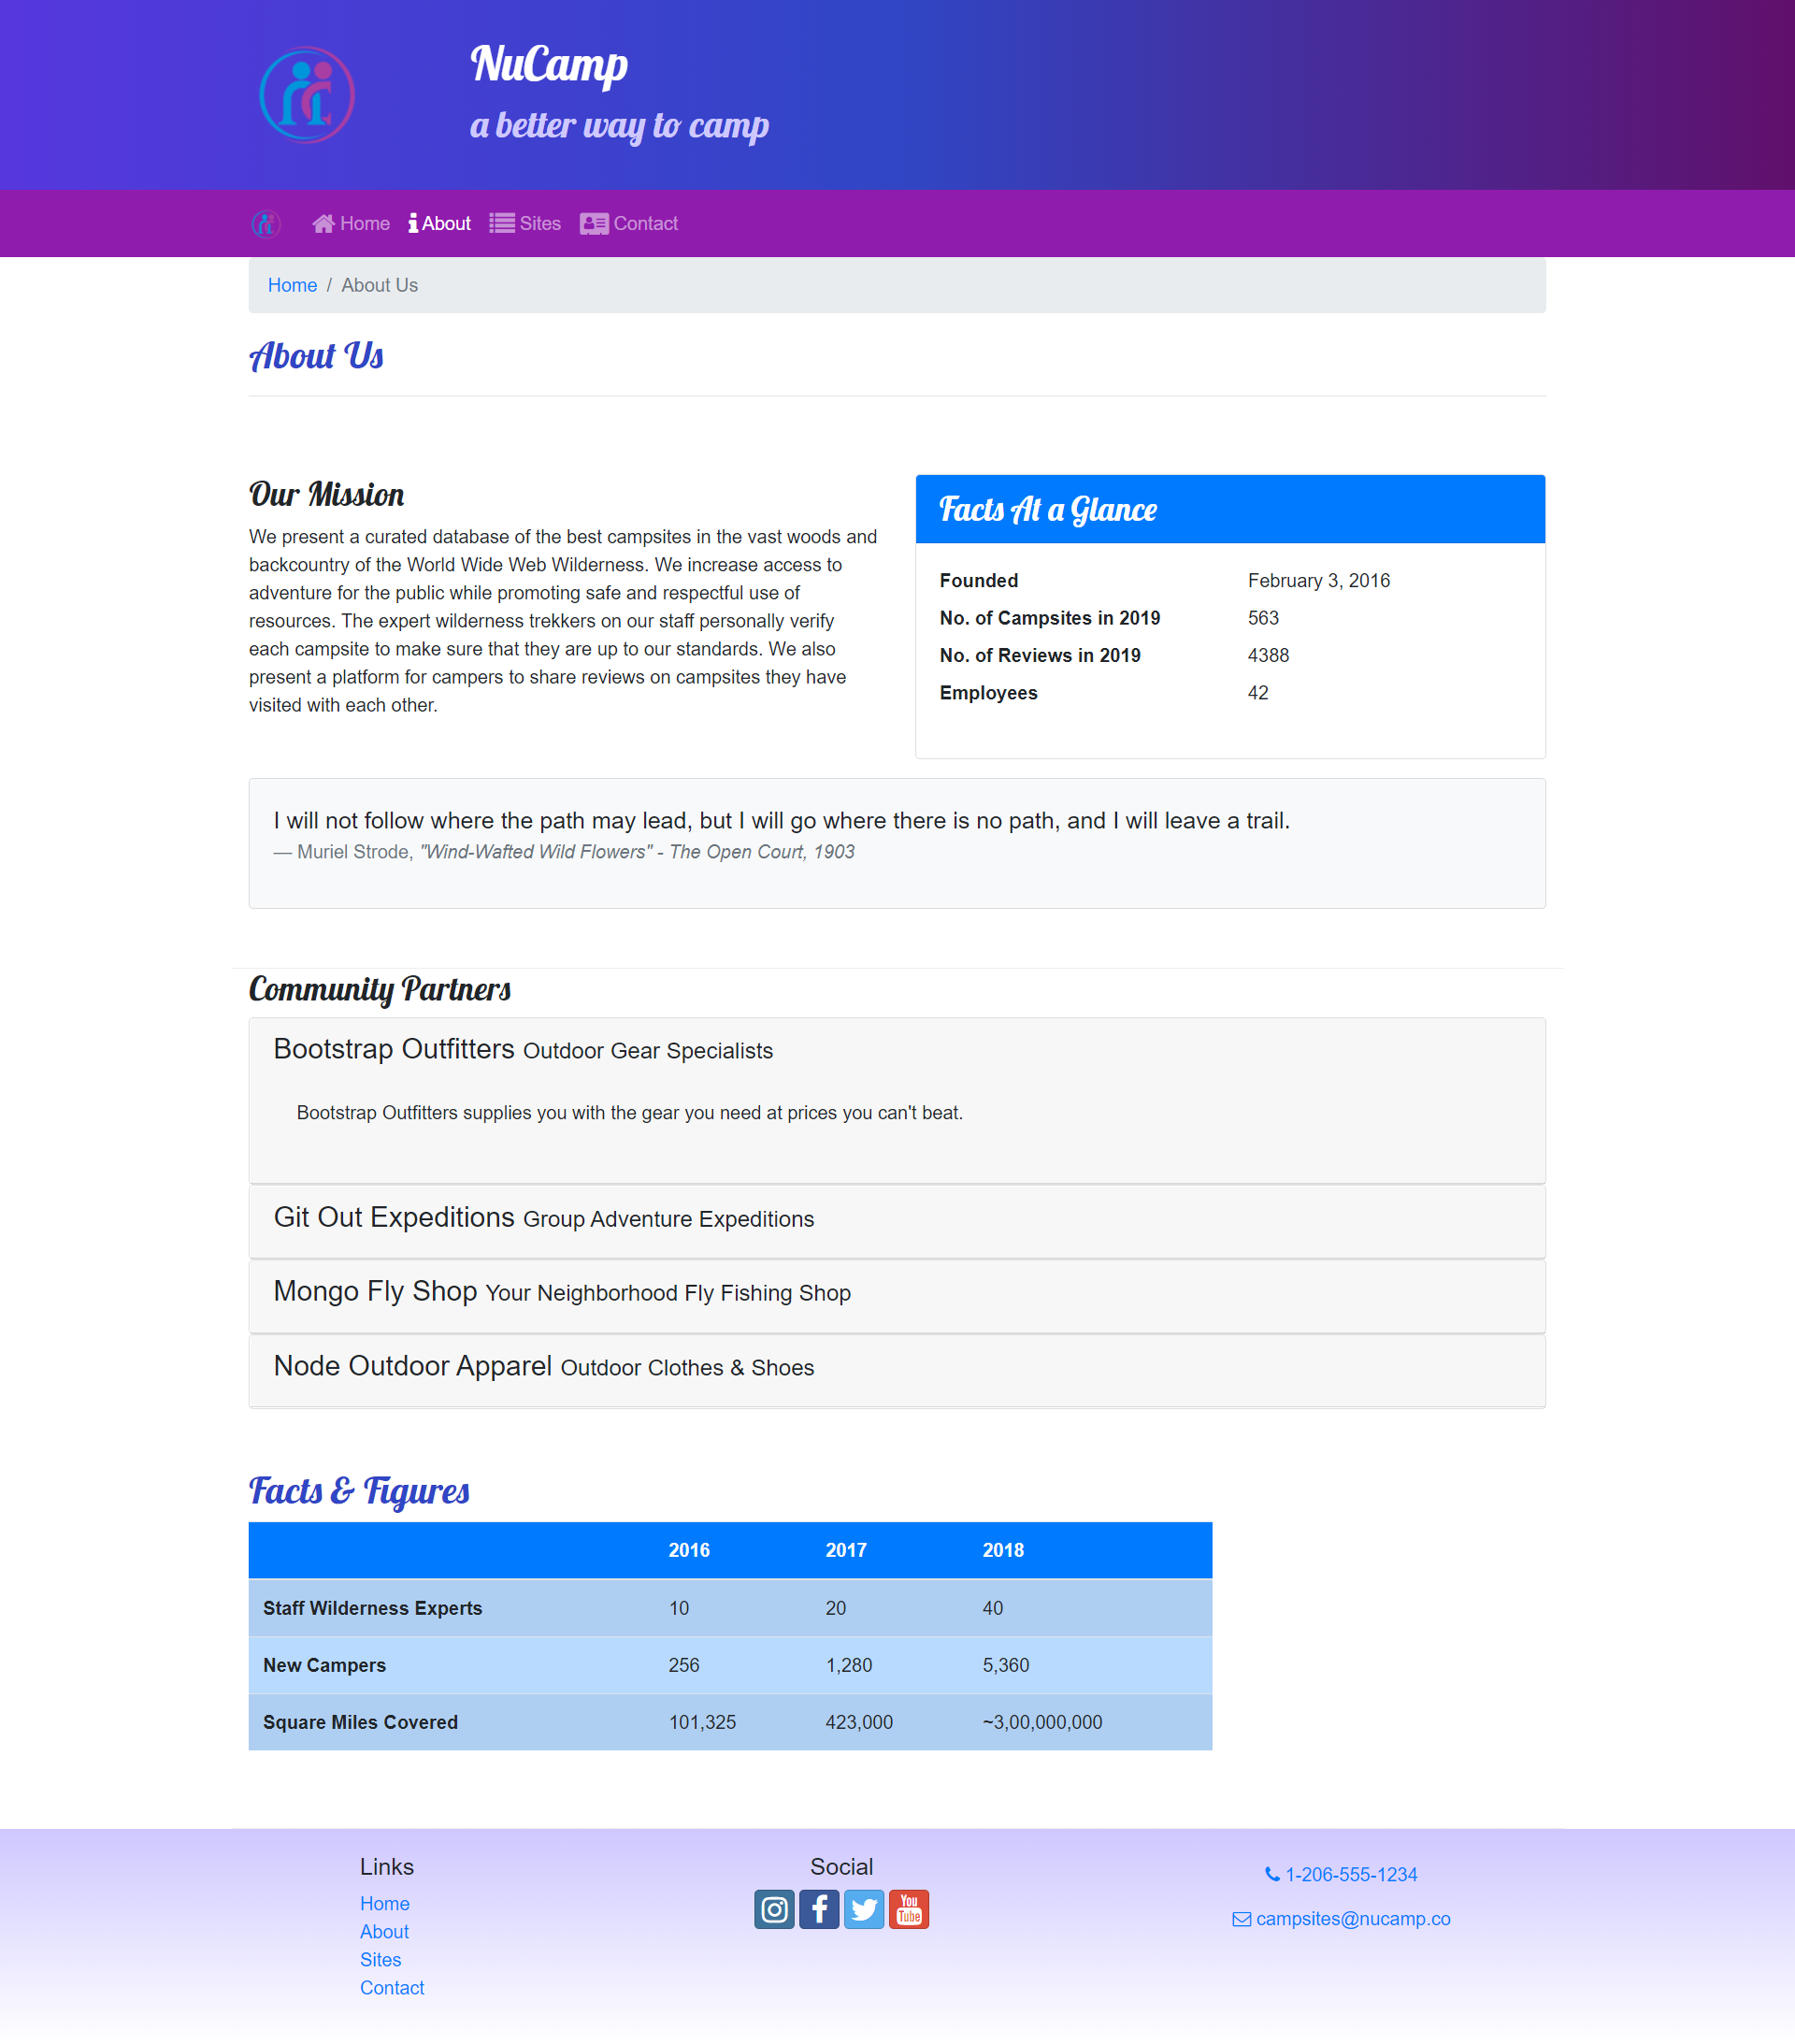 NuCamp
a better way to camp
Home About Sites Contact
Home / About Us
About Us
Our Mission
We present a curated database of the best campsites in the vast woods and
backcountry of the World Wide Web Wilderness. We increase access to
adventure for the public while promoting safe and respectful use of
resources. The expert wilderness trekkers on our staff personally verify
each campsite to make sure that they are up to our standards. We also
present a platform for campers to share reviews on campsites they have
visited with each other.
Facts At a Glance
Founded February 3, 2016
No. of Campsites in 2019 563
No. of Reviews in 2019 4388
Employees 42
I will not follow where the path may lead, but I will go where there is no path, and I will leave a trail.
— Muriel Strode, "Wind-Wafted Wild Flowers" - The Open Court, 1903
Community Partners
Bootstrap Outfitters Outdoor Gear Specialists
Bootstrap Outfitters supplies you with the gear you need at prices you can't beat.
Git Out Expeditions Group Adventure Expeditions
Mongo Fly Shop Your Neighborhood Fly Fishing Shop
Node Outdoor Apparel Outdoor Clothes & Shoes
Facts & Figures
2016 2017 2018
Staff Wilderness Experts 10 20 40
New Campers 256 1,280 5,360
Square Miles Covered 101,325 423,000 ~3,00,000,000
Links
Home
About
Sites
Contact
Social
You
Tube
1-206-555-1234
campsites@nucamp.co